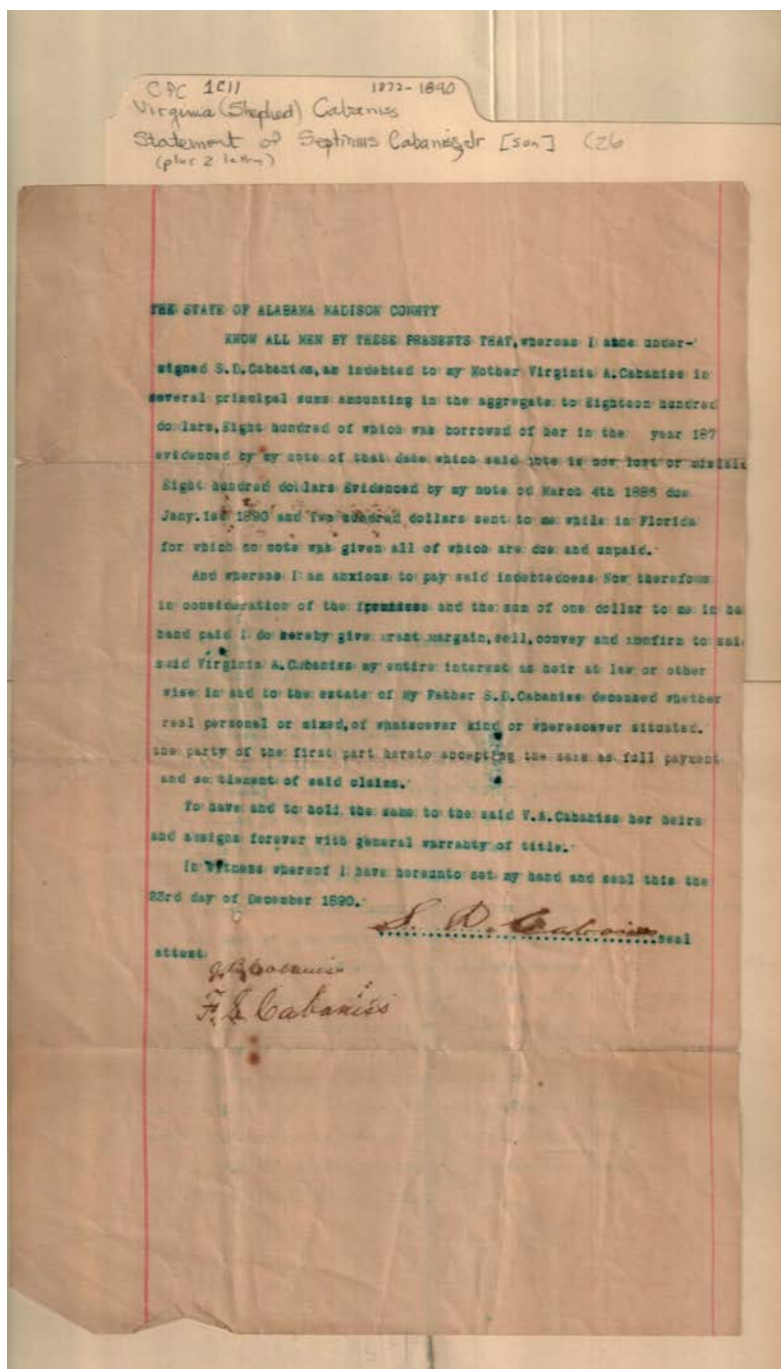 CPC 1C11 1872-1890
Virginia (Shepherd) Cabaniss
Statement of Septimus Cabaniss, Jr [son] C26
(plus 2 letters)
THE STATE OF ALABAMA MADISON COUNTY
KNOW ALL MEN BY THESE PRESENTS THAT, whereas I the under-
signed S.D.Cabaniss, am indebted to my Mother Virginia A.Cabaniss in
several principal sums amounting in the aggregate to Eighteen hundred
dollars, Eight hundred of which was borrowed of her in the year 187
evidenced by my note of that date which said note is now lost or mislaid
Eight hundred dollars Evidenced by my note od March 4th 1886 due
Jany.1st 1890 and Two hundred dollars sent to me while in Florida
for which no note was given all of which are due and unpaid.
And whereas I am anxious to pay said indebtedness Now therefore
in consideration of the premises and the sum of one dollar to me in ha
hand paid I do hereby give grant bargain, sell, convey and confirm to sai
said Virginia A.Cabaniss my entire interest as heir at law or other
wise in and to the estate of My Father S.D.Cabaniss deceased whether
real personal or mixed, of whatsoever kind or wheresoever situated.
the party of the first part hereto accepting the same as full payment
and settlement of said claims.
To have and to hold the same to the said V.A.Cabaniss her heirs
and assigns forever with general warranty of title.
In witness whereof I have hereunto set my hand and seal this the
23rd day of December 1890.
S. D. Cabaniss seal
attest
Cabaniss
F. S. Cabaniss